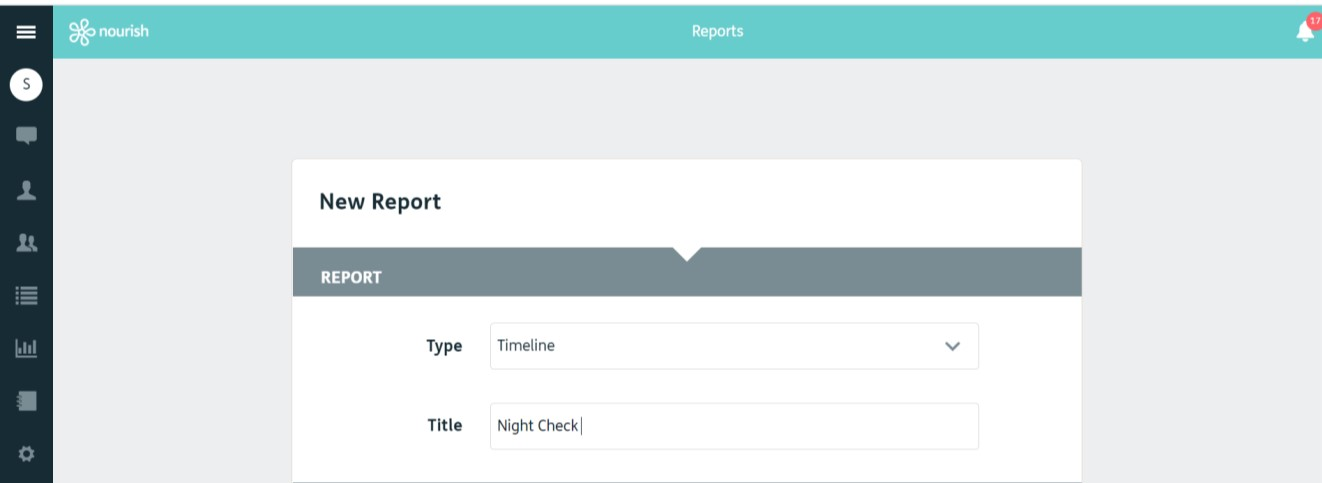 nourish
Reports
17
S
New Report
REPORT
Type
Timeline
Title
Night Check